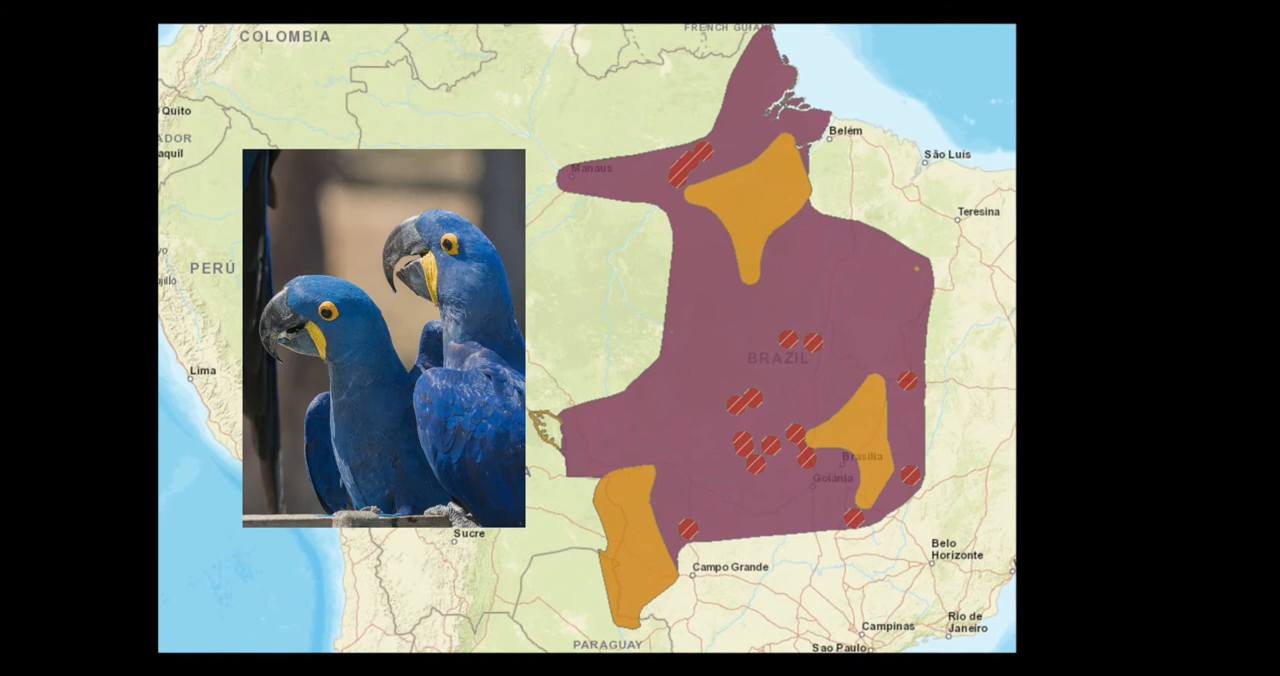 COLOMBIA
FRENCH GUIANA
Quito
ADOR
aquil
Belém
São Luís
Manaus
Teresina
PERÚ
BRAZIL
Lima
Brasília
Goiânia
Sucre
Belo
Horizonte
Campo Grande
Rio de
Janeiro
Campinas
PARAGUAY
Sao Paulo